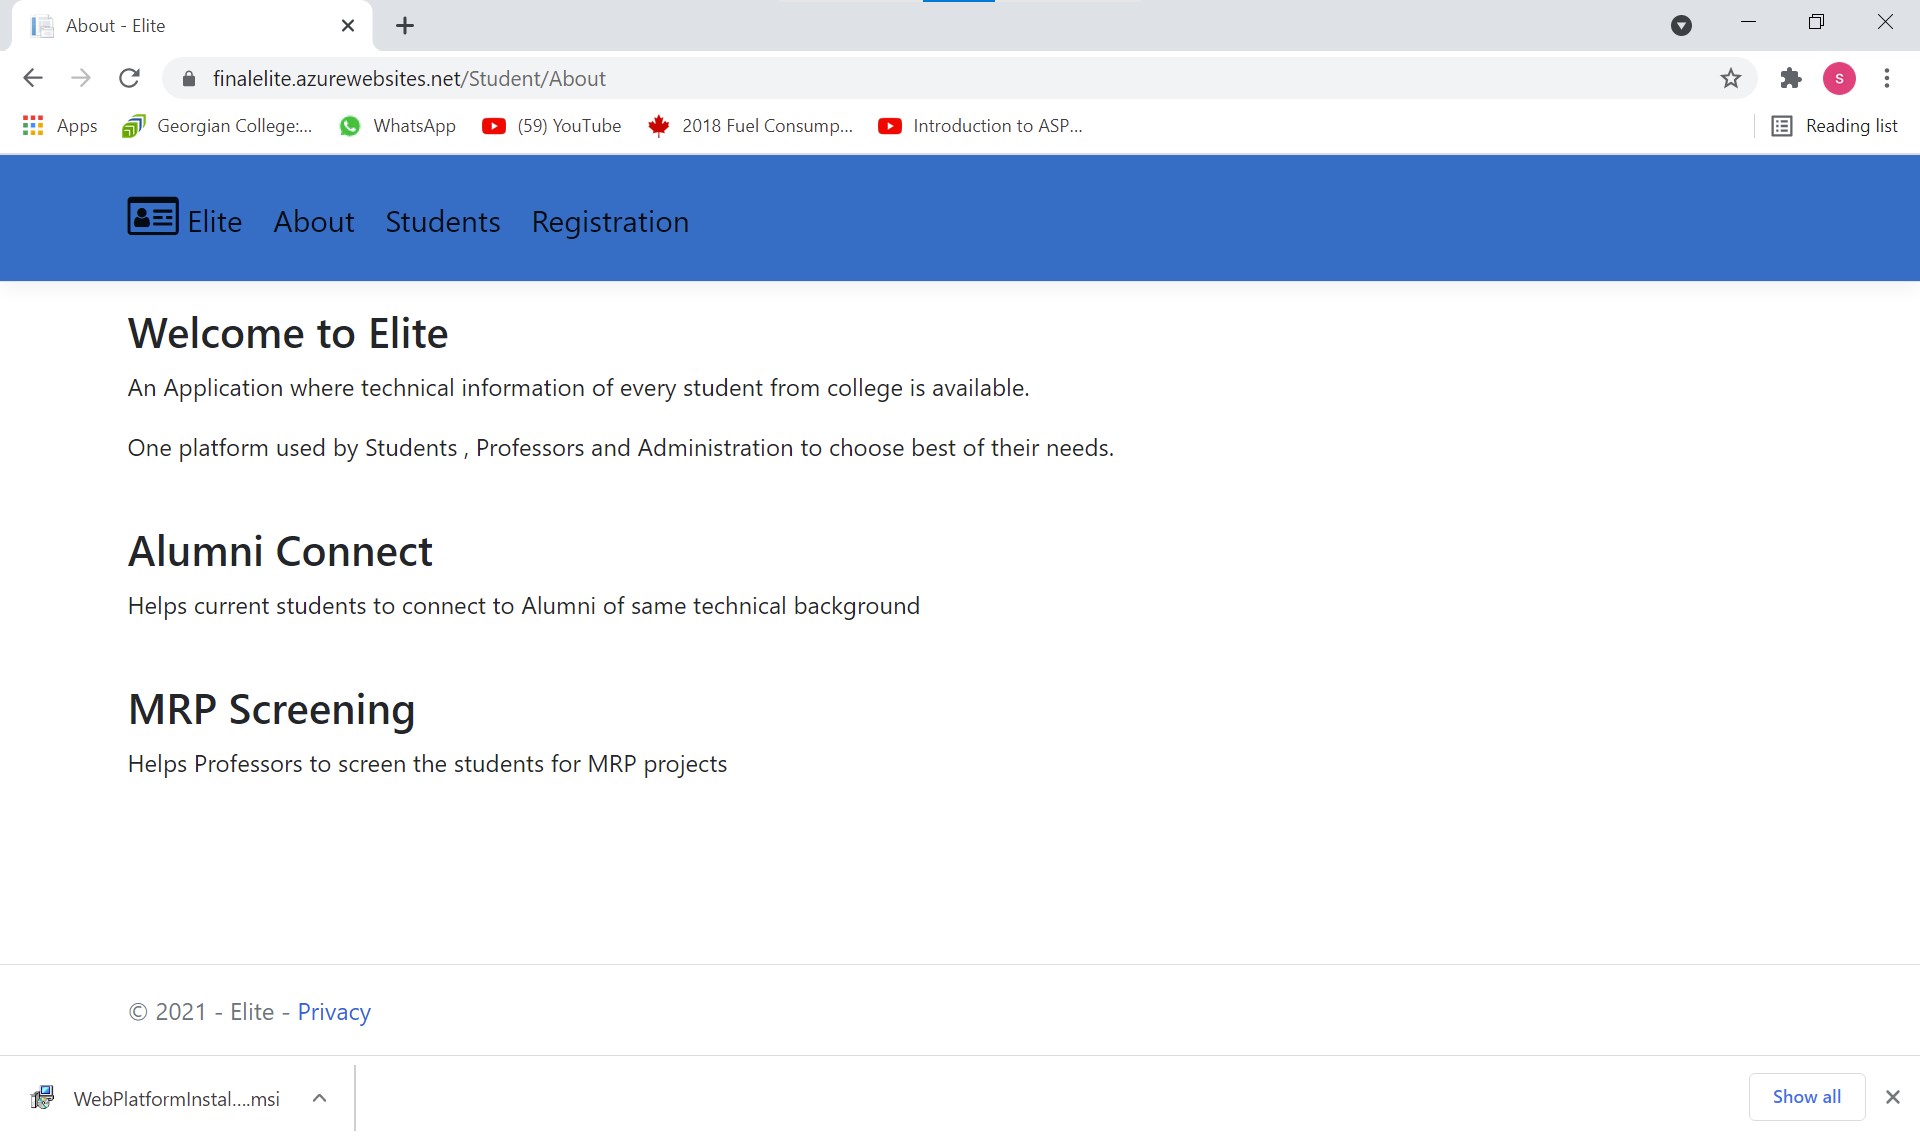 About - Elite
finalelite.azurewebsites.net/Student/About
S
Apps
Georgian College:...
WhatsApp
(59) YouTube
2018 Fuel Consump...
Introduction to ASP...
Reading list
Elite About Students Registration
Welcome to Elite
An Application where technical information of every student from college is available.
One platform used by Students , Professors and Administration to choose best of their needs.
Alumni Connect
Helps current students to connect to Alumni of same technical background
MRP Screening
Helps Professors to screen the students for MRP projects
© 2021 - Elite - Privacy
WebPlatformInstal....msi
Show all